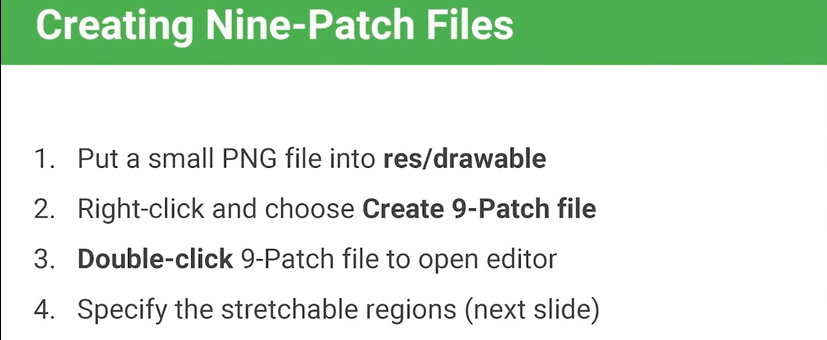 Creating Nine-Patch Files
1. Put a small PNG file into res/drawable
2. Right-click and choose Create 9-Patch file
3. Double-click 9-Patch file to open editor
4. Specify the stretchable regions (next slide)